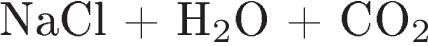 NaCl + H₂O + CO₂